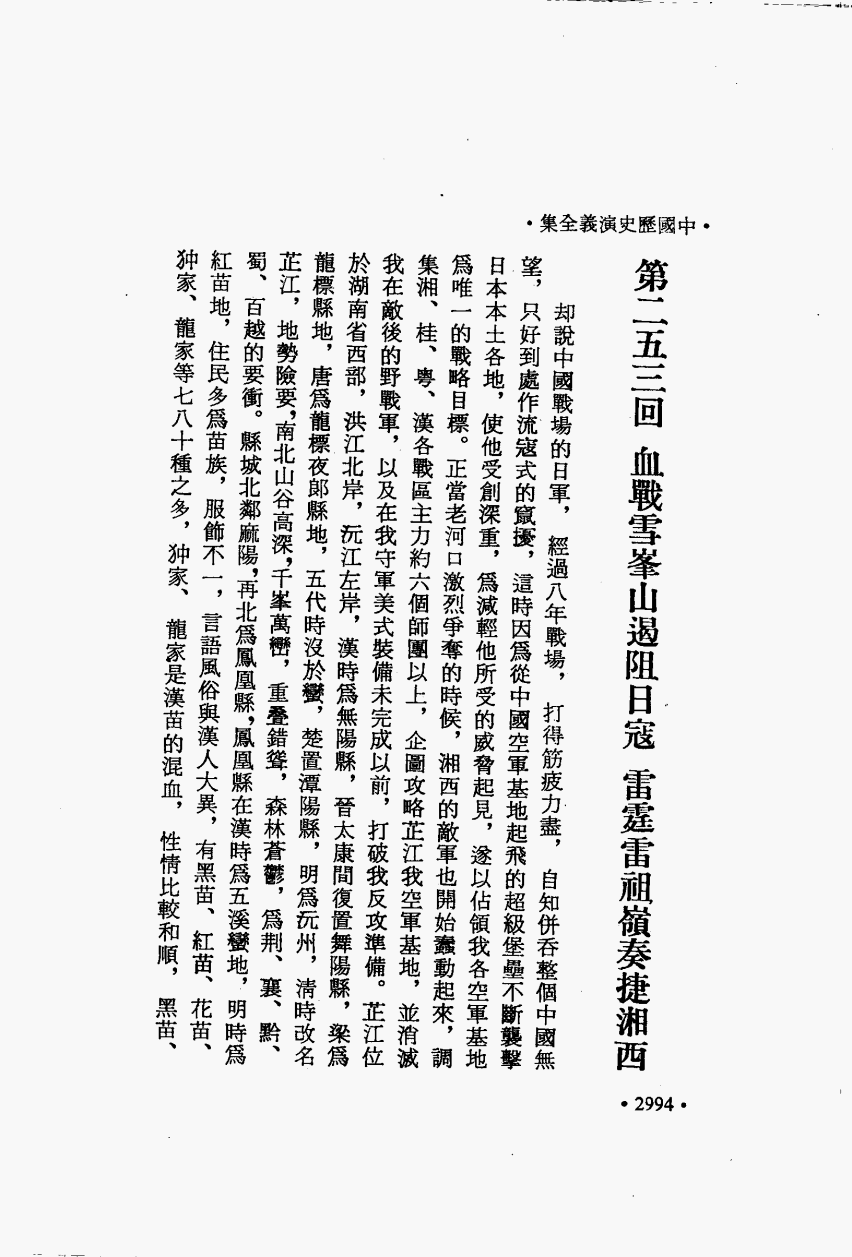 •中國歷史演義全集•
第二五三回 血戰雪峯山遏阻日寇 雷霆雷祖嶺奏捷湘西
却說中國戰場的日軍，經過八年戰場，打得筋疲力盡，自知併吞整個中國無
望，只好到處作流寇式的竄擾，這時因爲從中國空軍基地起飛的超級堡壘不斷襲擊
日本本土各地，使他受創深重，爲減輕他所受的威脅起見，遂以佔領我各空軍基地
爲唯一的戰略目標。正當老河口激烈爭奪的時候，湘西的敵軍也開始蠢動起來，調
集湘、桂、粵、漢各戰區主力約六個師團以上，企圖攻略芷江我空軍基地，並消滅
我在敵後的野戰軍，以及在我守軍美式裝備未完成以前，打破我反攻準備。芷江位
於湖南省西部，洪江北岸，沅江左岸，漢時爲無陽縣，晉太康間復置舞陽縣，梁爲
龍標縣地，唐爲龍標夜郎縣地，五代時沒於蠻，楚置潭陽縣，明爲沅州，清時改名
芷江，地勢險要，南北山谷高深，千峯萬巒，重叠錯聳，森林蒼鬱，爲荆、襄、黔、
蜀、百越的要衝。縣城北鄰麻陽，再北爲鳳凰縣，鳳凰縣在漢時爲五溪蠻地，明時爲
紅苗地，住民多爲苗族，服飾不一，言語風俗與漢人大異，有黑苗、紅苗、花苗、
狆家、龍家等七八十種之多，狆家、龍家是漢苗的混血，性情比較和順，黑苗、
•2994•